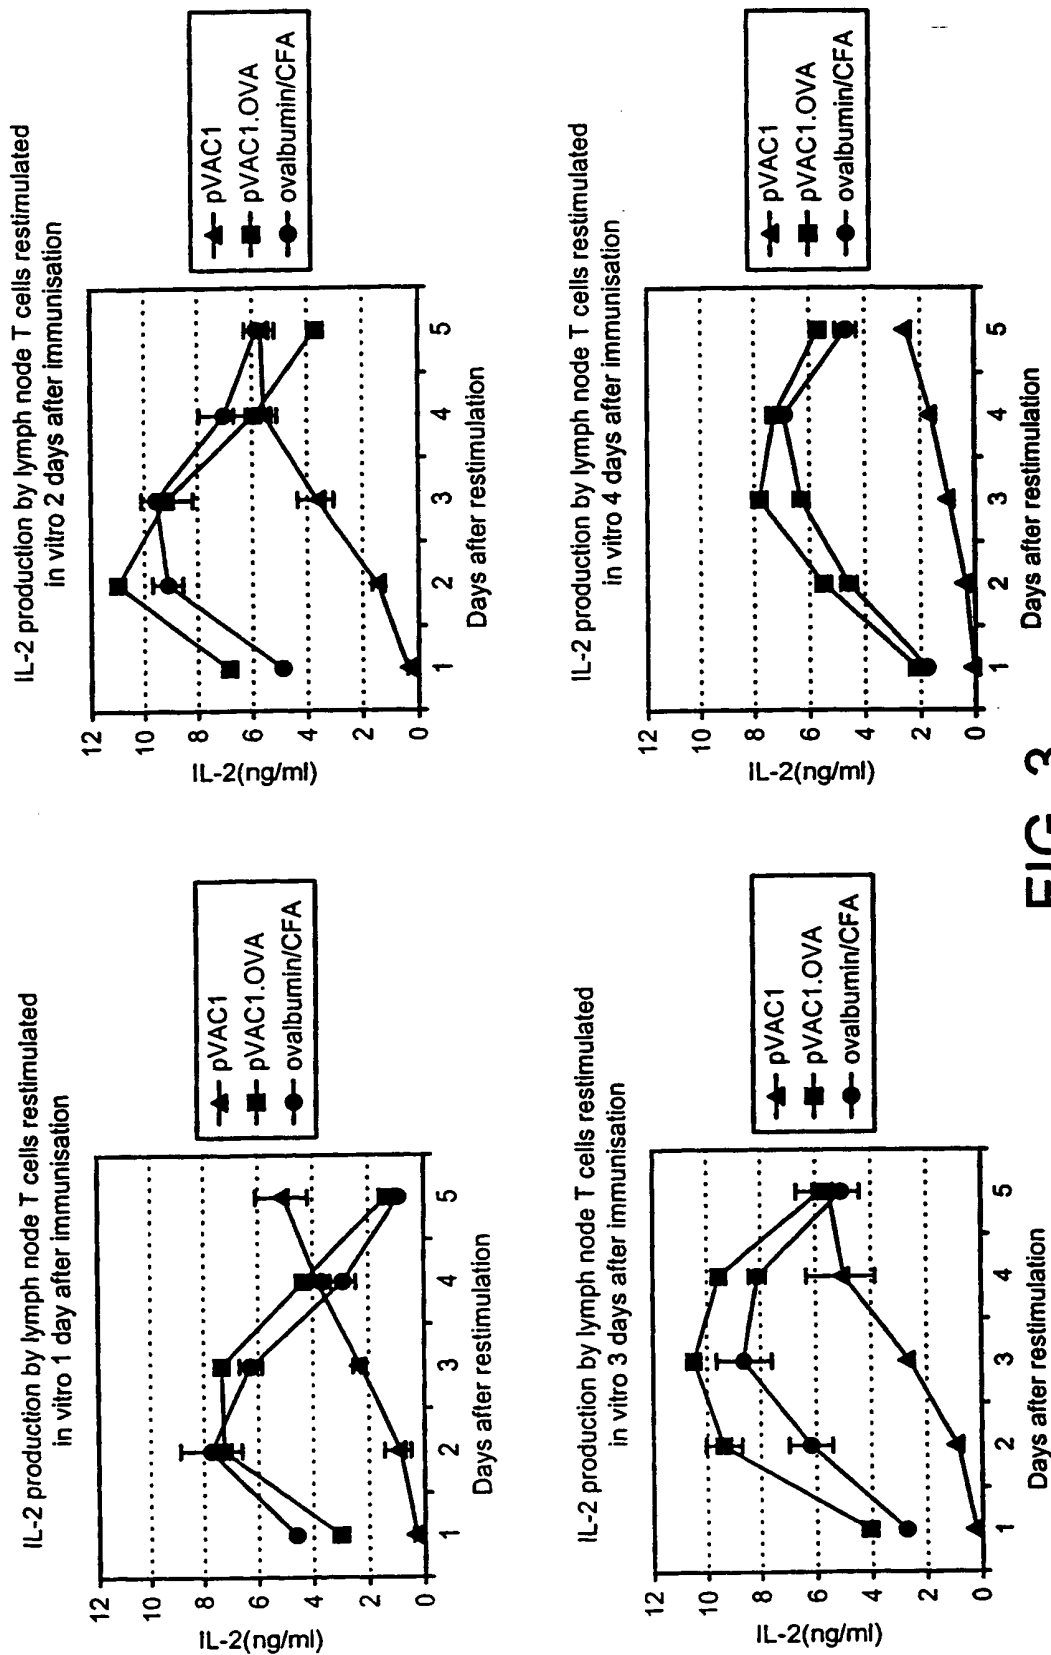 IL-2 production by lymph node T cells restimulated
in vitro 1 day after immunisation
12
10
8
6
4
2
0
IL-2(ng/ml)
1 2 3 4 5
Days after restimulation
pVAC1
pVAC1.OVA
ovalbumin/CFA
IL-2 production by lymph node T cells restimulated
in vitro 2 days after immunisation
12
10
8
6
4
2
0
IL-2(ng/ml)
1 2 3 4 5
Days after restimulation
pVAC1
pVAC1.OVA
ovalbumin/CFA
IL-2 production by lymph node T cells restimulated
in vitro 3 days after immunisation
12
10
8
6
4
2
0
IL-2(ng/ml)
1 2 3 4 5
Days after restimulation
pVAC1
pVAC1.OVA
ovalbumin/CFA
IL-2 production by lymph node T cells restimulated
in vitro 4 days after immunisation
12
10
8
6
4
2
0
IL-2(ng/ml)
1 2 3 4 5
Days after restimulation
pVAC1
pVAC1.OVA
ovalbumin/CFA
FIG. 3